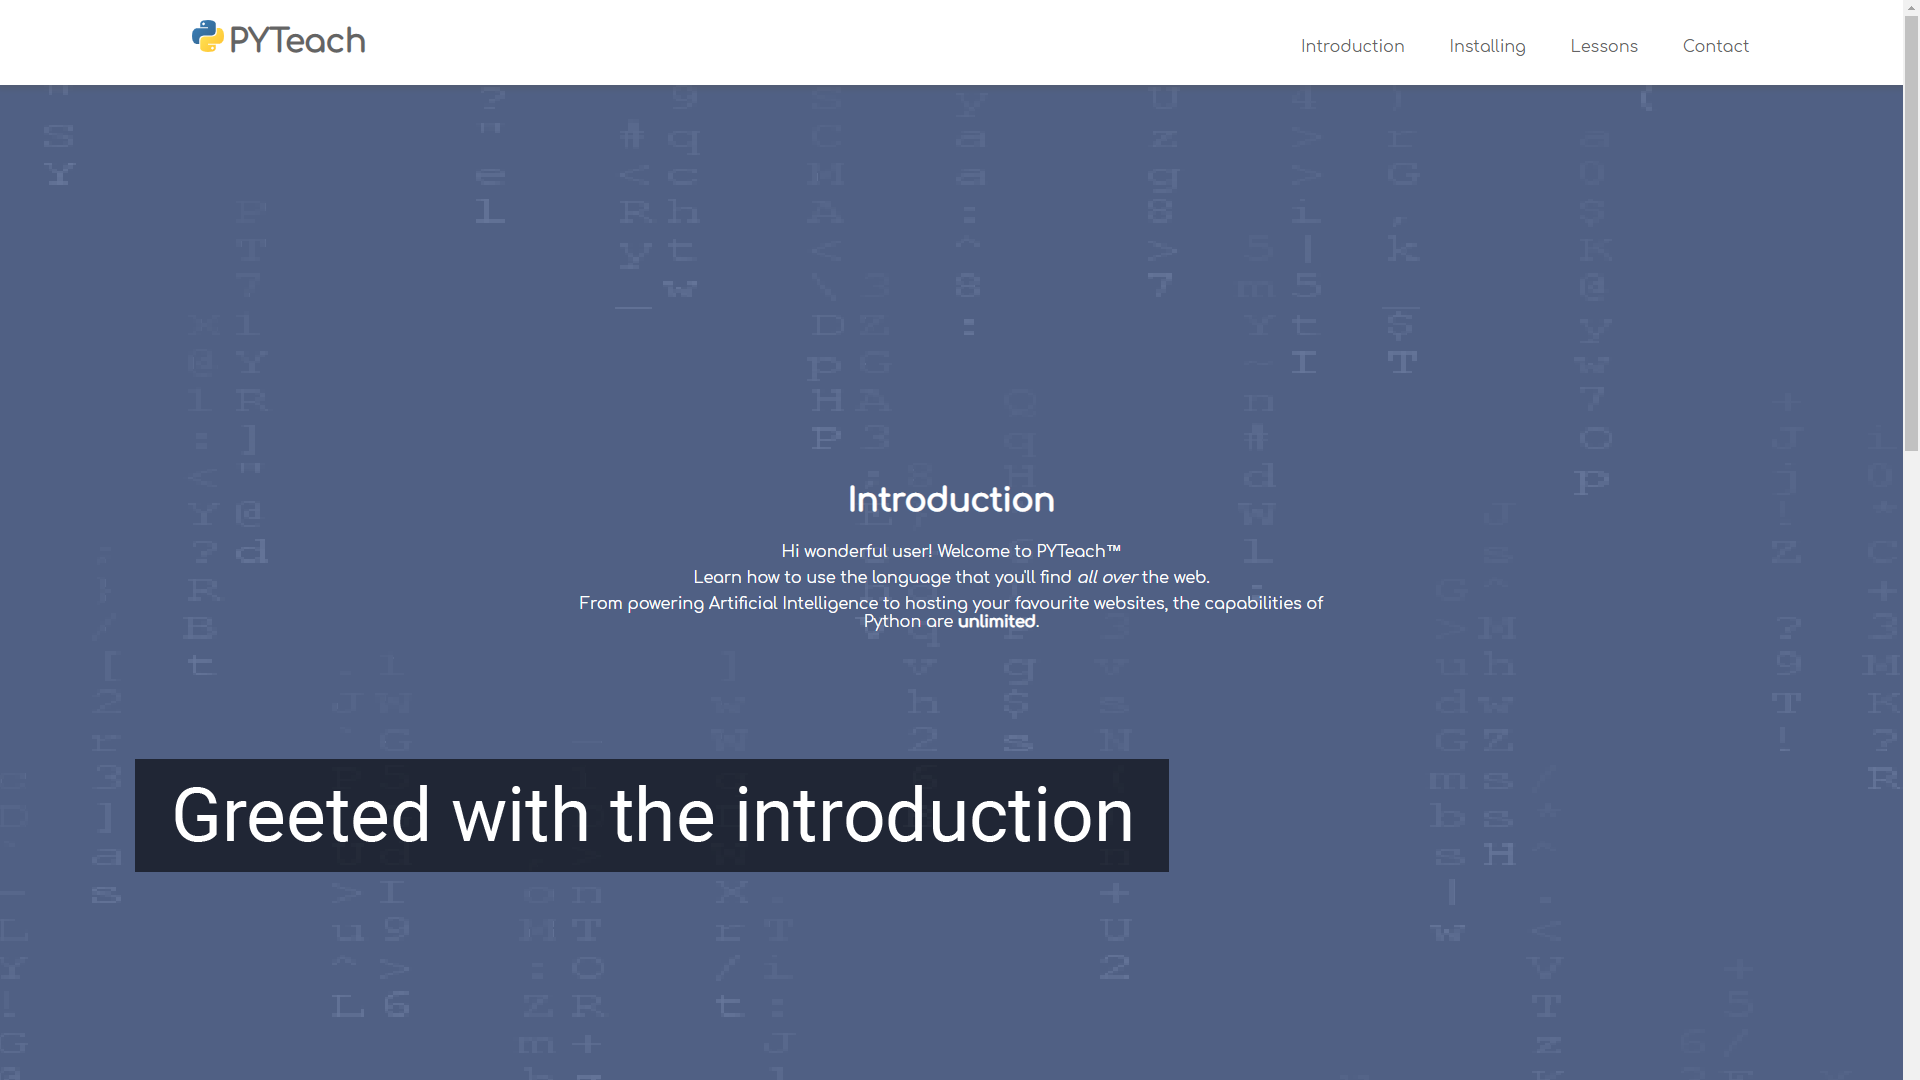 PYTeach
Introduction
Installing
Lessons
Contact
Introduction
Hi wonderful user! Welcome to PYTeach™
Learn how to use the language that you'll find all over the web.
From powering Artificial Intelligence to hosting your favourite websites, the capabilities of
Python are unlimited.
Greeted with the introduction